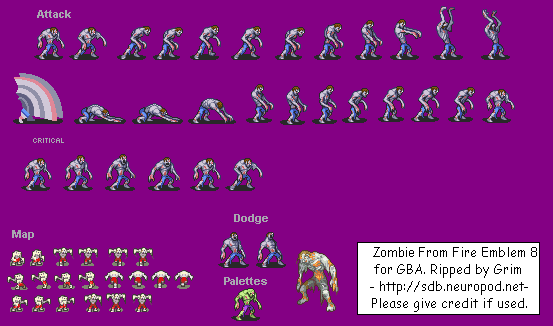 Attack
CRITICAL
Dodge
Map
Palettes
Zombie From Fire Emblem 8
for GBA. Ripped by Grim
- http://sdb.neuropod.net-
Please give credit if used.